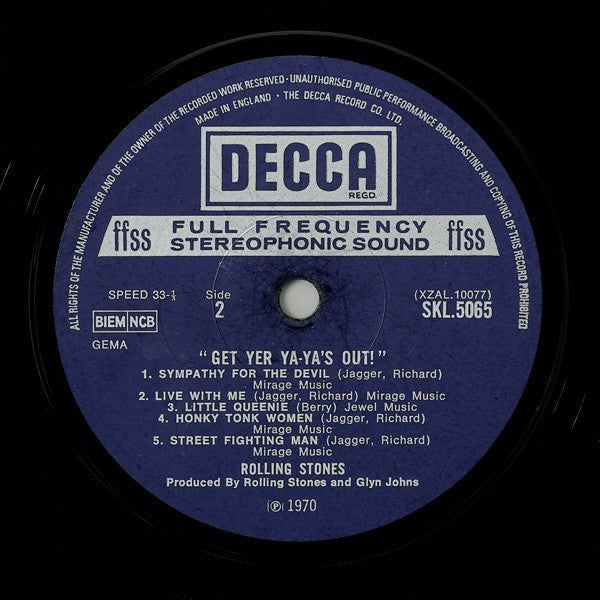 ALL RIGHTS OF THE MANUFACTURER AND OF THE OWNER OF THE RECORDED WORK RESERVED · UNAUTHORISED PUBLIC PERFORMANCE BROADCASTING AND COPYING OF THIS RECORD PROHIBITED
MADE IN ENGLAND · THE DECCA RECORD CO. LTD.
DECCA
REGD.
ffss FULL FREQUENCY ffss
STEREOPHONIC SOUND
SPEED 33-⅓ Side (XZAL.10077)
2 SKL.5065
BIEM NCB
GEMA
"GET YER YA-YA'S OUT!"
1. SYMPATHY FOR THE DEVIL (Jagger, Richard)
Mirage Music
2. LIVE WITH ME (Jagger, Richard) Mirage Music
3. LITTLE QUEENIE (Berry) Jewel Music
4. HONKY TONK WOMEN (Jagger, Richard)
Mirage Music
5. STREET FIGHTING MAN (Jagger, Richard)
Mirage Music
ROLLING STONES
Produced By Rolling Stones and Glyn Johns
℗ 1970